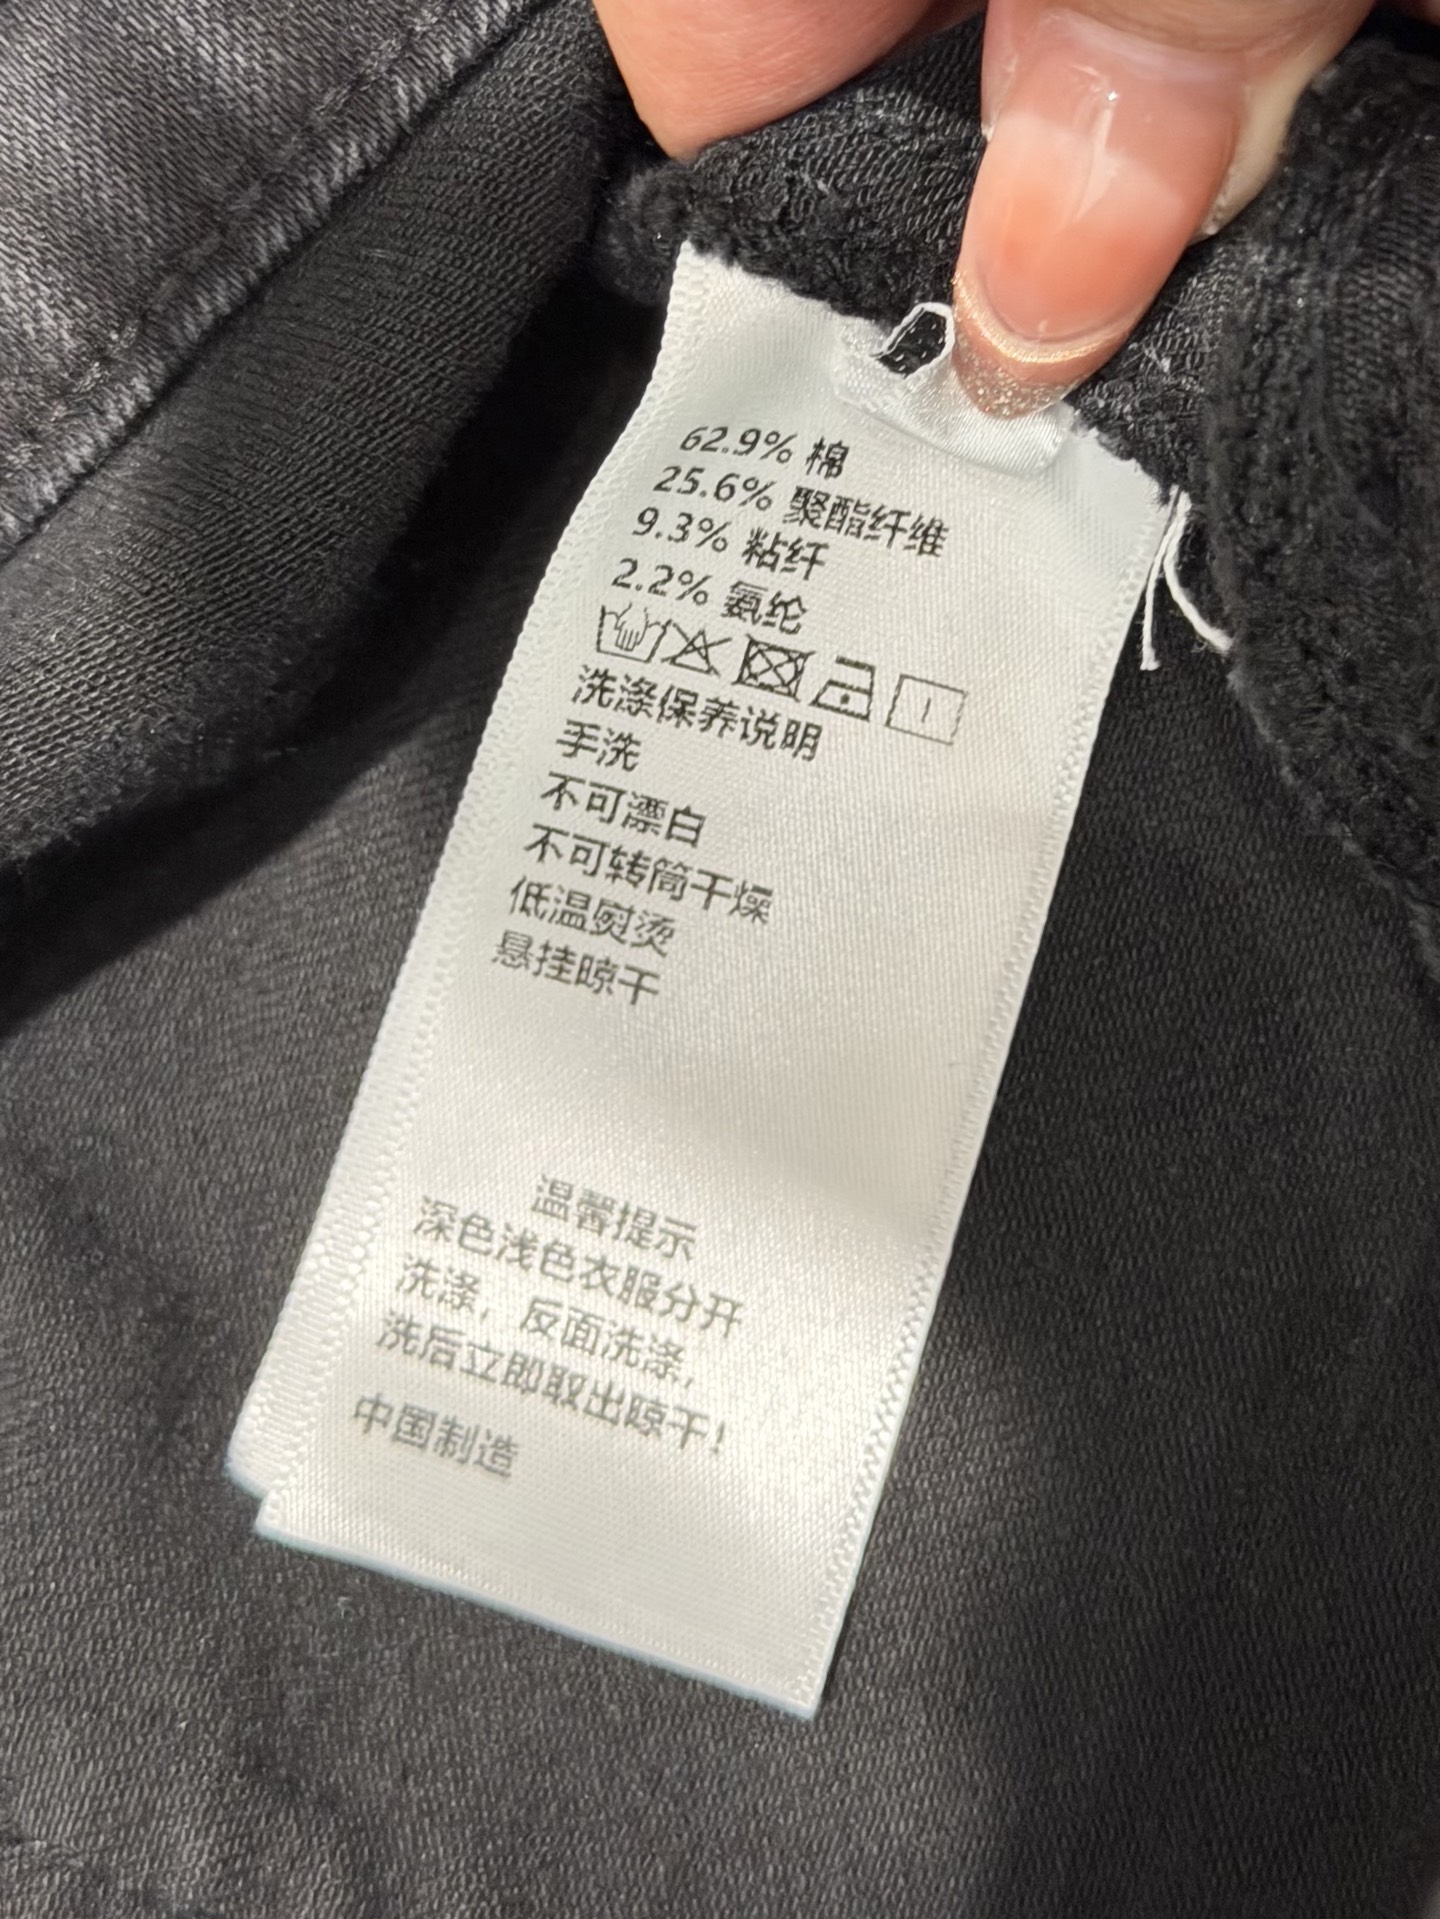 62.9% 棉
25.6% 聚酯纤维
9.3% 粘纤
2.2% 氨纶
洗涤保养说明
手洗
不可漂白
不可转筒干燥
低温熨烫
悬挂晾干
温馨提示
深色浅色衣服分开
洗涤，反面洗涤，
洗后立即取出晾干！
中国制造